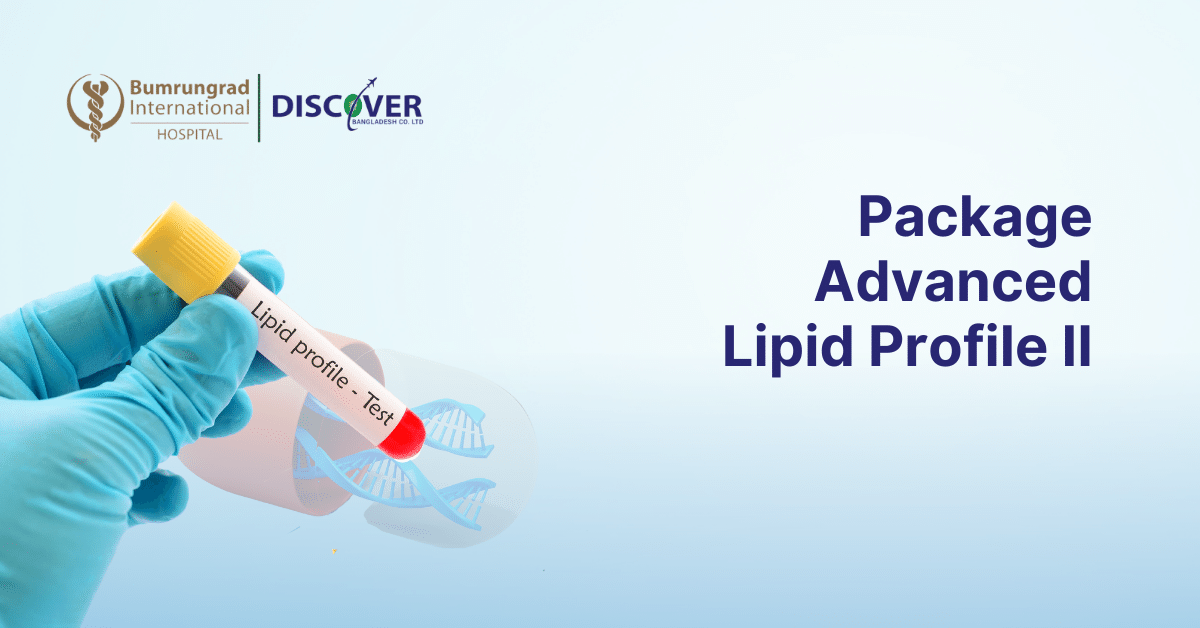 Bumrungrad
International
HOSPITAL
DISCOVER
BANGLADESH CO. LTD
Package
Advanced
Lipid Profile II
Lipid profile - Test